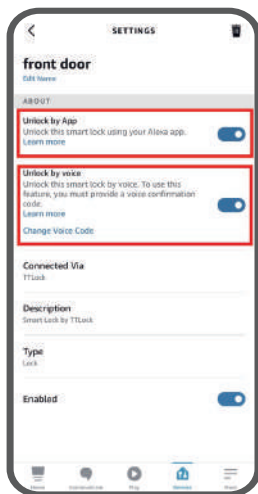 SETTINGS
front door
Edit Name
ABOUT
Unlock by App
Unlock this smart lock using your Alexa app.
Learn more
Unlock by voice
Unlock this smart lock by voice. To use this
feature, you must provide a voice confirmation
code.
Learn more
Change Voice Code
Connected Via
TTLock
Description
Smart Lock by TTLock
Type
Lock
Enabled
Home Play Devices More